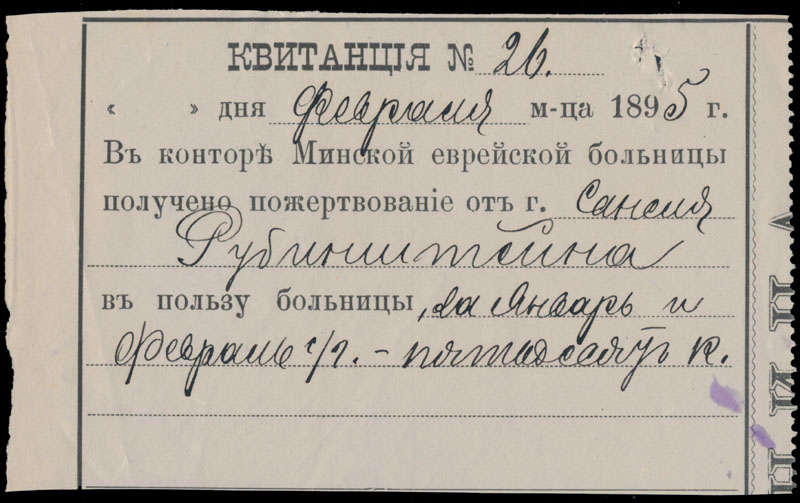 КВИТАНЦІЯ № 26.
« » дня Февраля м-ца 1895 г.
Въ конторѣ Минской еврейской больницы
получено пожертвованіе отъ г.
Рубинштейна
въ пользу больницы, за Январь и
Февраль с/г. – пятьдесятъ к.